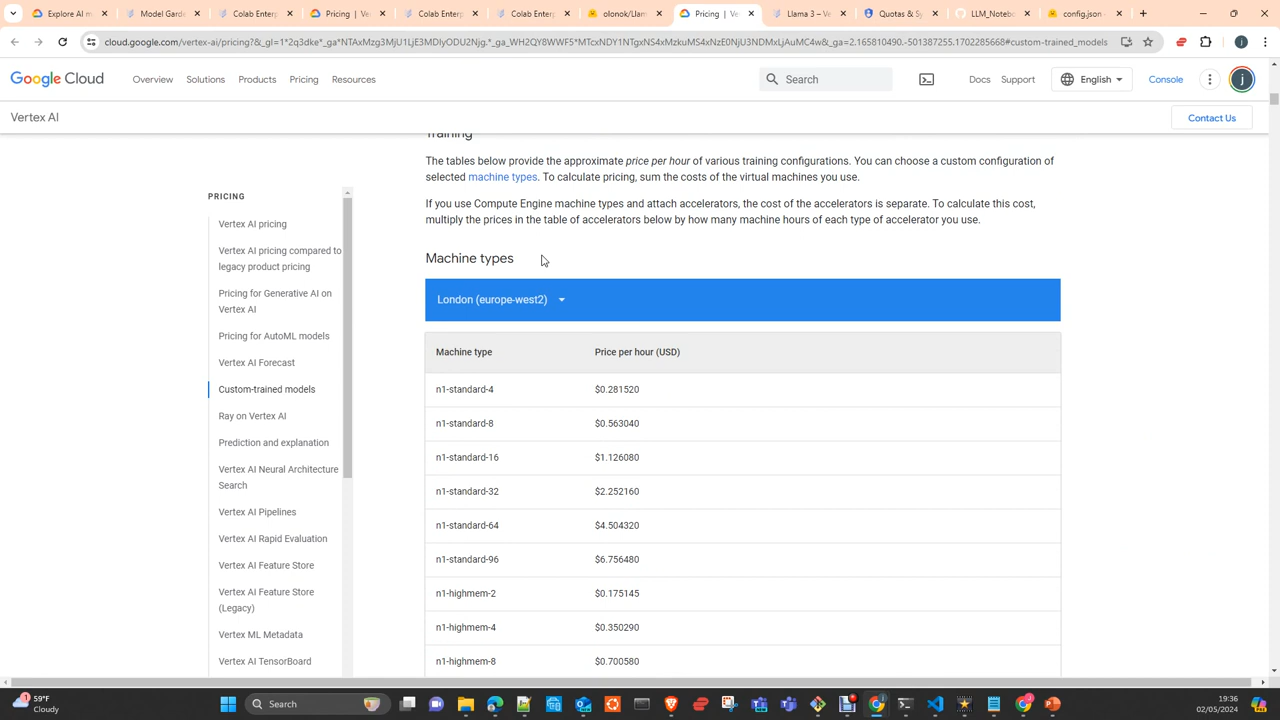 Explore AI m
Model Garde
Colab Enterp
Pricing | Ve
Colab Enterp
Colab Enterp
olonok/Llam
Pricing | Ve
Llama 3 – V
Quotas & Sy
LLM_Notebo
config.json
cloud.google.com/vertex-ai/pricing?_gl=1*2q3dke*_ga*NTAxMzg3MjU1LjE3MDIyODU2Njg.*_ga_WH2QY8WWF5*MTcxNDY1NTgxNS4xMzkuMS4xNzE0NjU3NDMxLjAuMC4w&_ga=2.165810490.-501387255.1702285668#custom-trained_models
Google Cloud
Overview
Solutions
Products
Pricing
Resources
Search
Docs
Support
English
Console
j
Vertex AI
Contact Us
Training
The tables below provide the approximate price per hour of various training configurations. You can choose a custom configuration of
selected machine types. To calculate pricing, sum the costs of the virtual machines you use.
If you use Compute Engine machine types and attach accelerators, the cost of the accelerators is separate. To calculate this cost,
multiply the prices in the table of accelerators below by how many machine hours of each type of accelerator you use.
PRICING
Vertex AI pricing
Vertex AI pricing compared to
legacy product pricing
Pricing for Generative AI on
Vertex AI
Pricing for AutoML models
Vertex AI Forecast
Custom-trained models
Ray on Vertex AI
Prediction and explanation
Vertex AI Neural Architecture
Search
Vertex AI Pipelines
Vertex AI Rapid Evaluation
Vertex AI Feature Store
Vertex AI Feature Store
(Legacy)
Vertex ML Metadata
Vertex AI TensorBoard
Machine types
London (europe-west2)
Machine type Price per hour (USD)
n1-standard-4 $0.281520
n1-standard-8 $0.563040
n1-standard-16 $1.126080
n1-standard-32 $2.252160
n1-standard-64 $4.504320
n1-standard-96 $6.756480
n1-highmem-2 $0.175145
n1-highmem-4 $0.350290
n1-highmem-8 $0.700580
59°F
Cloudy
Search
19:36
02/05/2024